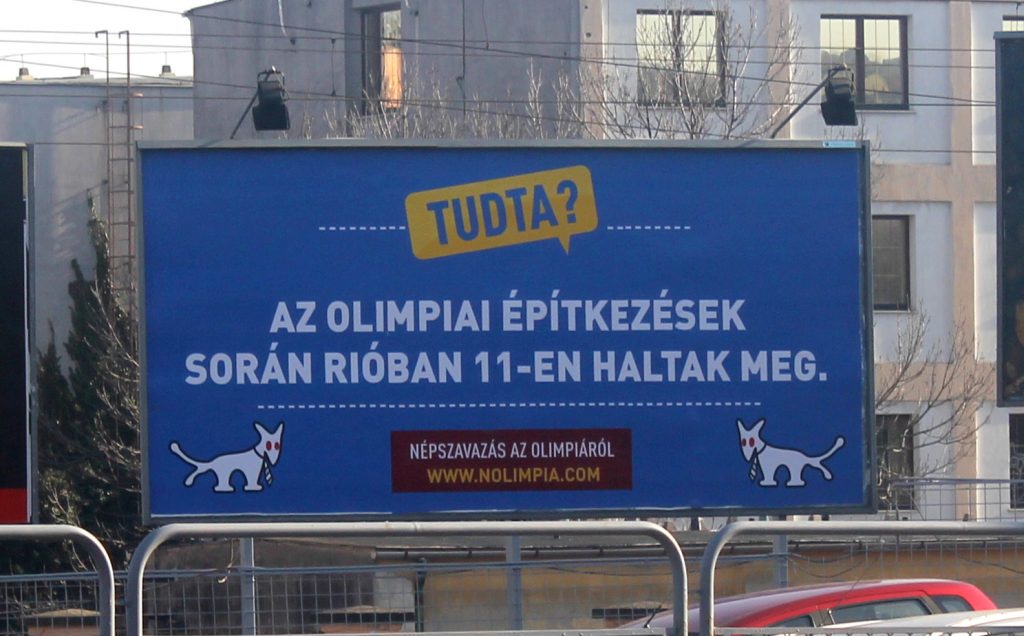 TUDTA?
AZ OLIMPIAI ÉPÍTKEZÉSEK
SORÁN RIÓBAN 11-EN HALTAK MEG.
NÉPSZAVAZÁS AZ OLIMPIÁRÓL
WWW.NOLIMPIA.COM